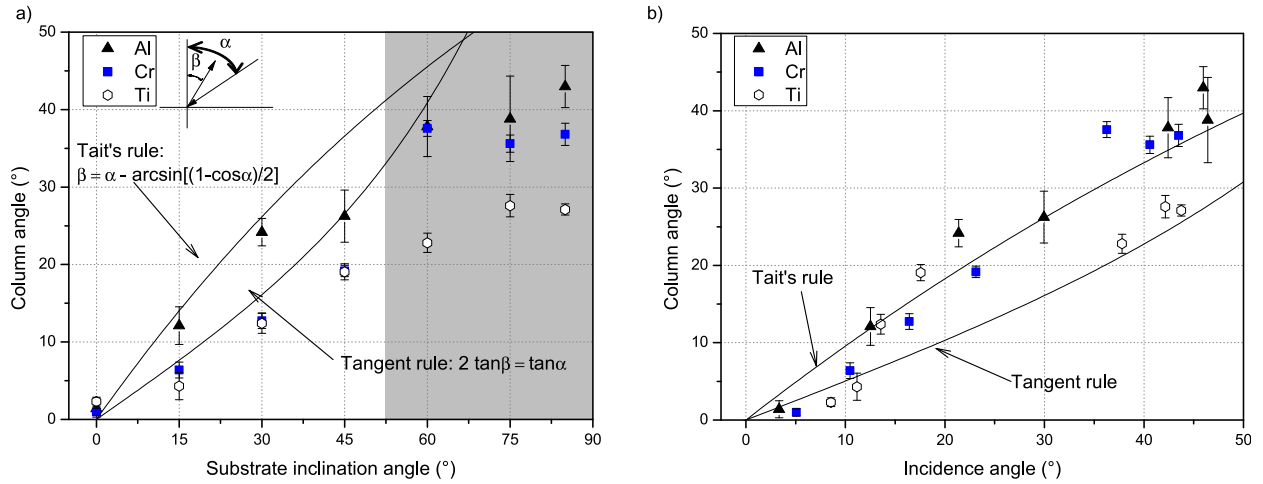 a)
Al
Cr
Ti
α
β
Tait's rule:
β = α - arcsin[(1-cosα)/2]
Tangent rule: 2 tanβ = tanα
50
40
30
20
10
0
Column angle (°)
0 15 30 45 60 75 90
Substrate inclination angle (°)
b)
Al
Cr
Ti
Tait's rule
Tangent rule
50
40
30
20
10
0
Column angle (°)
0 10 20 30 40 50
Incidence angle (°)